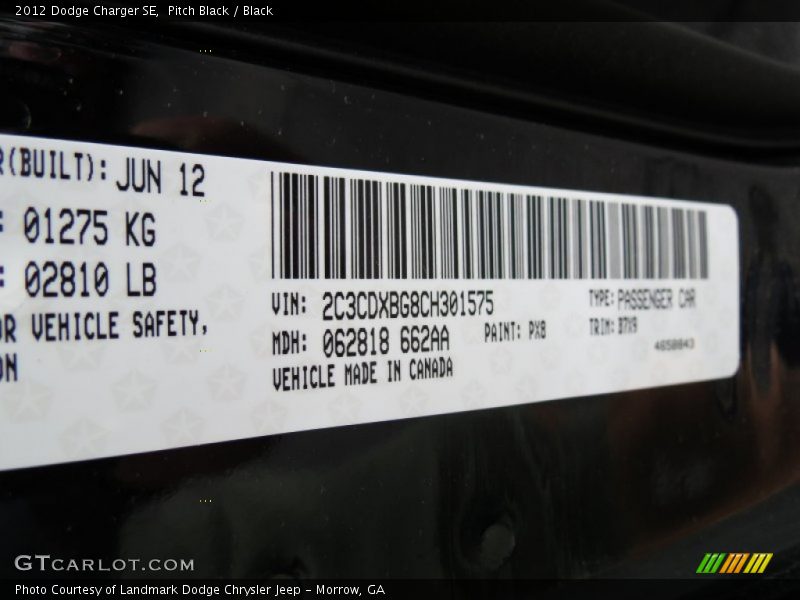 2012 Dodge Charger SE, Pitch Black / Black
R(BUILT): JUN 12
: 01275 KG
: 02810 LB
OR VEHICLE SAFETY,
ON
VIN: 2C3CDXBG8CH301575
TYPE: PASSENGER CAR
MDH: 062818 662AA
PAINT: PX8
TRIM: B7X9
VEHICLE MADE IN CANADA
4650843
GTCARLOT.COM
Photo Courtesy of Landmark Dodge Chrysler Jeep - Morrow, GA